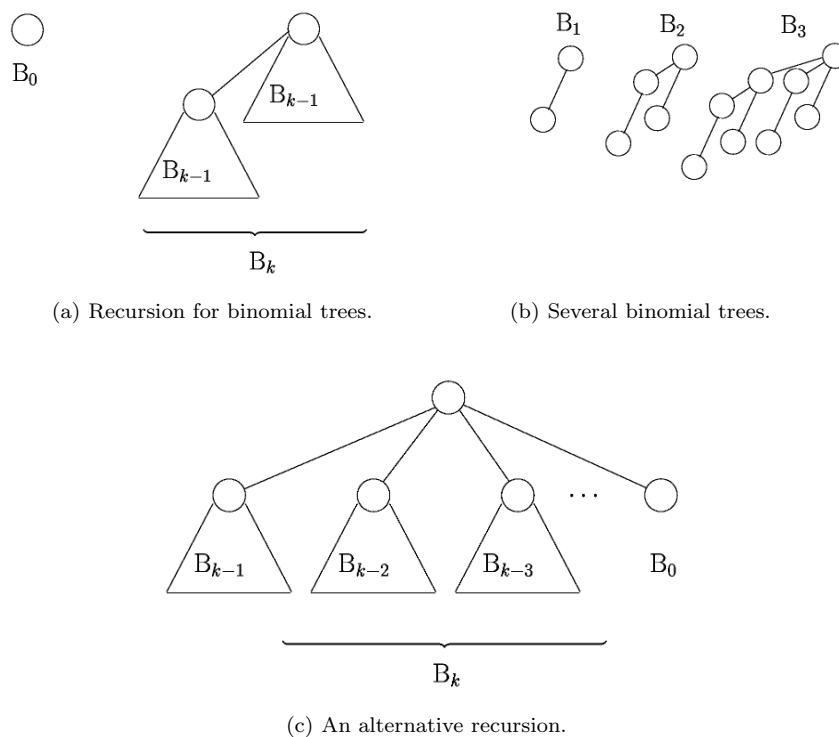 B₀
Bₖ₋₁
Bₖ₋₁
Bₖ
(a) Recursion for binomial trees.
B₁
B₂
B₃
(b) Several binomial trees.
Bₖ₋₁
Bₖ₋₂
Bₖ₋₃
···
B₀
Bₖ
(c) An alternative recursion.